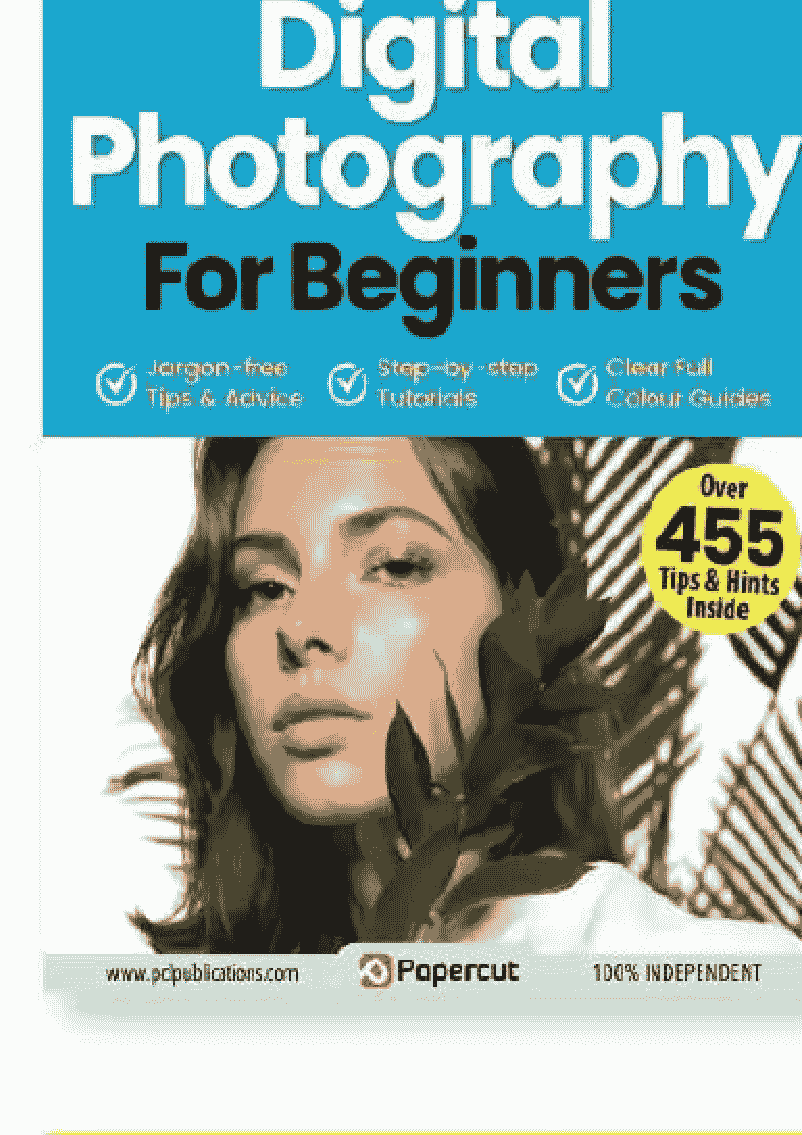 Digital
Photography
For Beginners
Jargon-free
Tips & Advice
Step-by-step
Tutorials
Clear Full
Colour Guides
Over
455
Tips & Hints
Inside
www.pclpublications.com
Papercut
100% INDEPENDENT